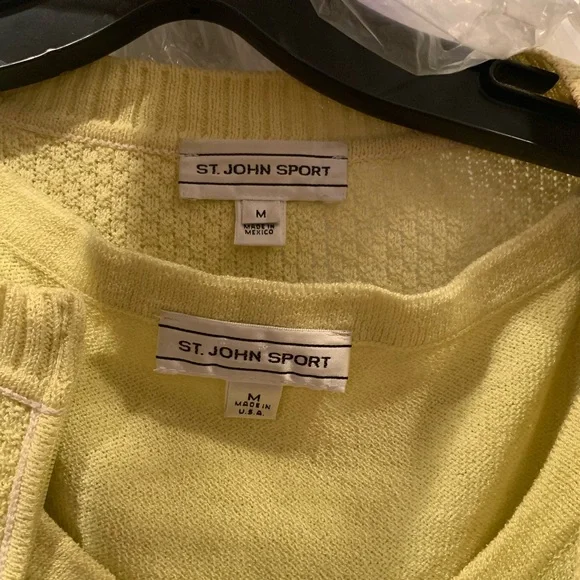 ST. JOHN SPORT
M
MADE IN
MEXICO
ST. JOHN SPORT
M
MADE IN
U.S.A.